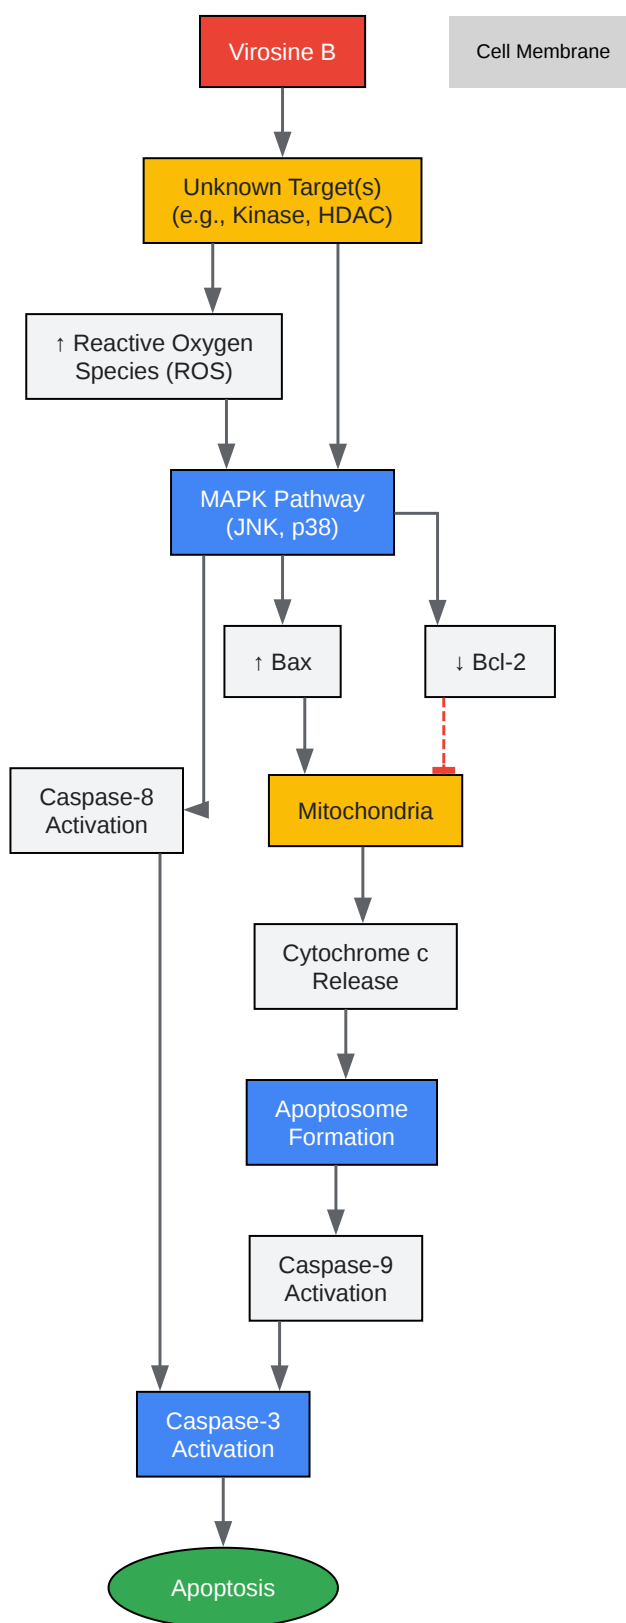 Virosine B
Cell Membrane
Unknown Target(s)
(e.g., Kinase, HDAC)
↑ Reactive Oxygen
Species (ROS)
MAPK Pathway
(JNK, p38)
↑ Bax
↓ Bcl-2
Caspase-8
Activation
Mitochondria
Cytochrome c
Release
Apoptosome
Formation
Caspase-9
Activation
Caspase-3
Activation
Apoptosis